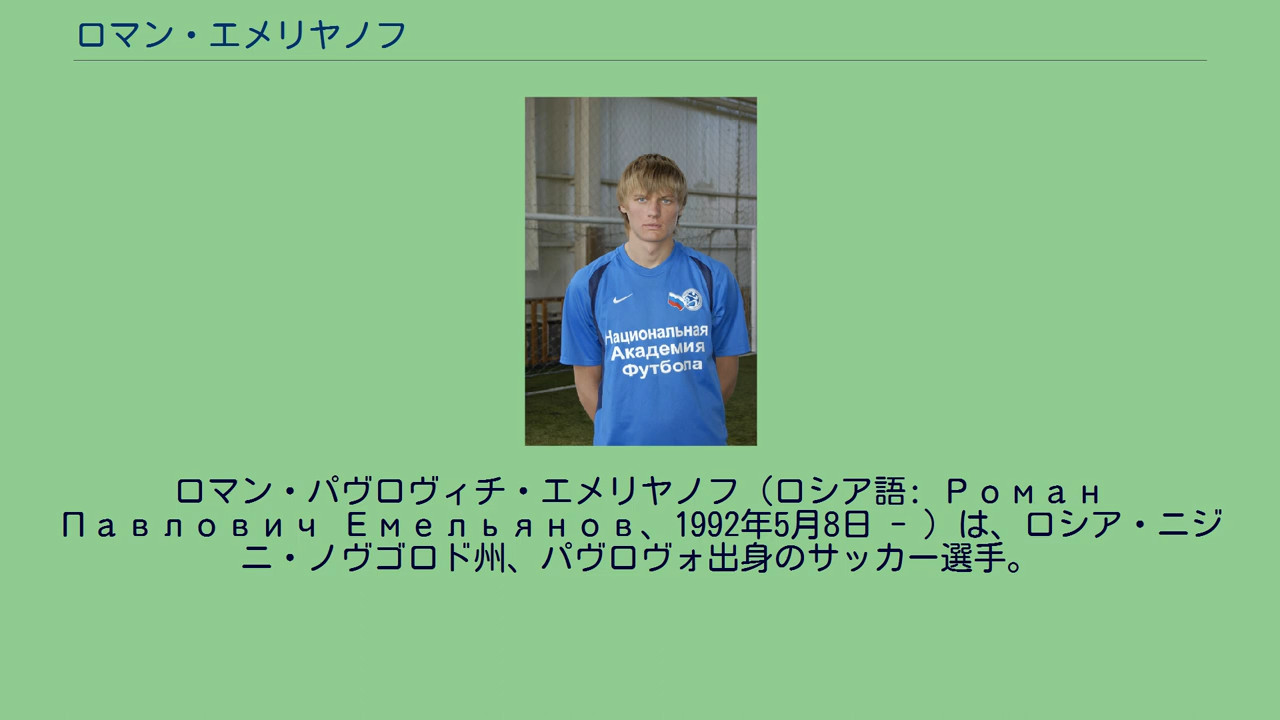 ロマン・エメリヤノフ
Национальная
Академия
Футбола
ロマン・パヴロヴィチ・エメリヤノフ（ロシア語: Роман
Павлович Емельянов、1992年5月8日 - ）は、ロシア・ニジ
ニ・ノヴゴロド州、パヴロヴォ出身のサッカー選手。